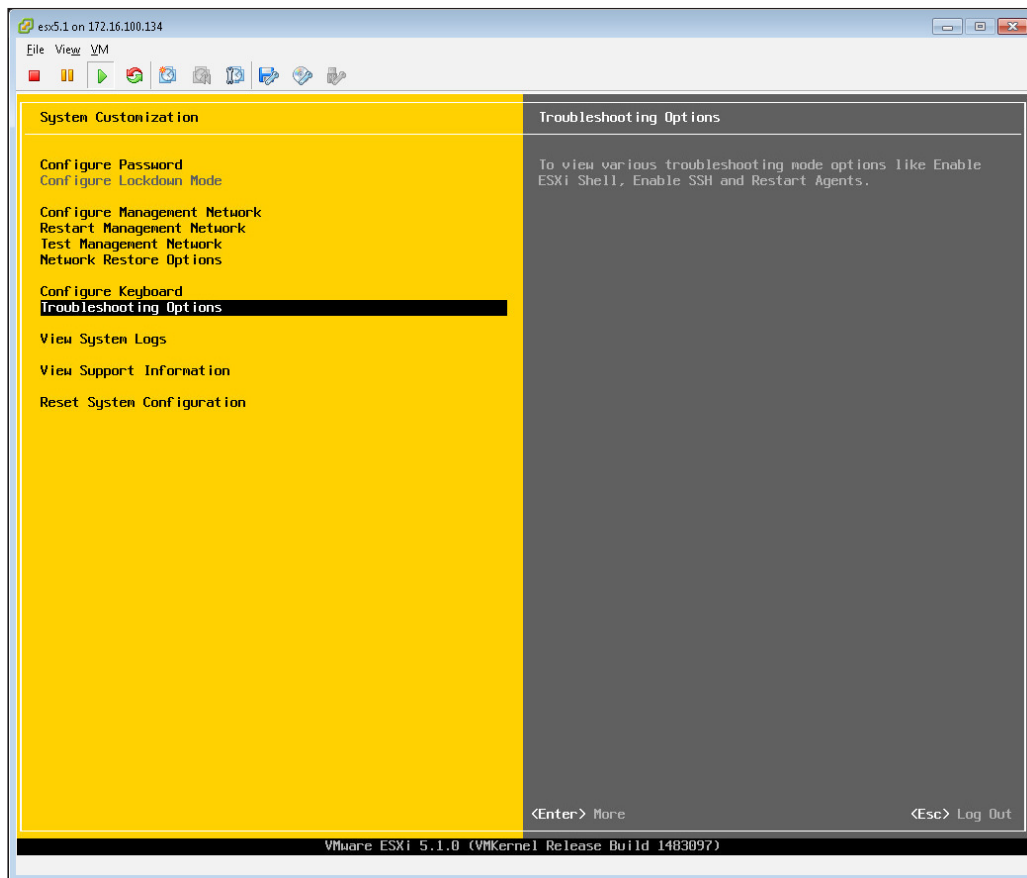 esx5.1 on 172.16.100.134
File View VM
System Customization
Configure Password
Configure Lockdown Mode
Configure Management Network
Restart Management Network
Test Management Network
Network Restore Options
Configure Keyboard
Troubleshooting Options
View System Logs
View Support Information
Reset System Configuration
Troubleshooting Options
To view various troubleshooting mode options like Enable
ESXi Shell, Enable SSH and Restart Agents.
<Enter> More
<Esc> Log Out
VMware ESXi 5.1.0 (VMKernel Release Build 1483097)